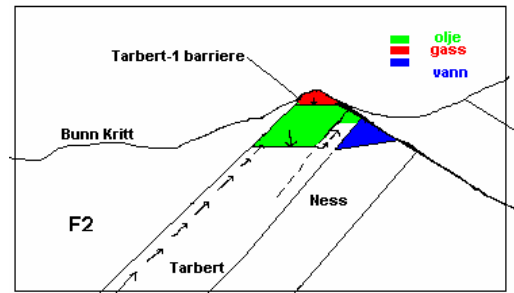 olje
gass
vann
Tarbert-1 barriere
Bunn Kritt
Ness
F2
Tarbert